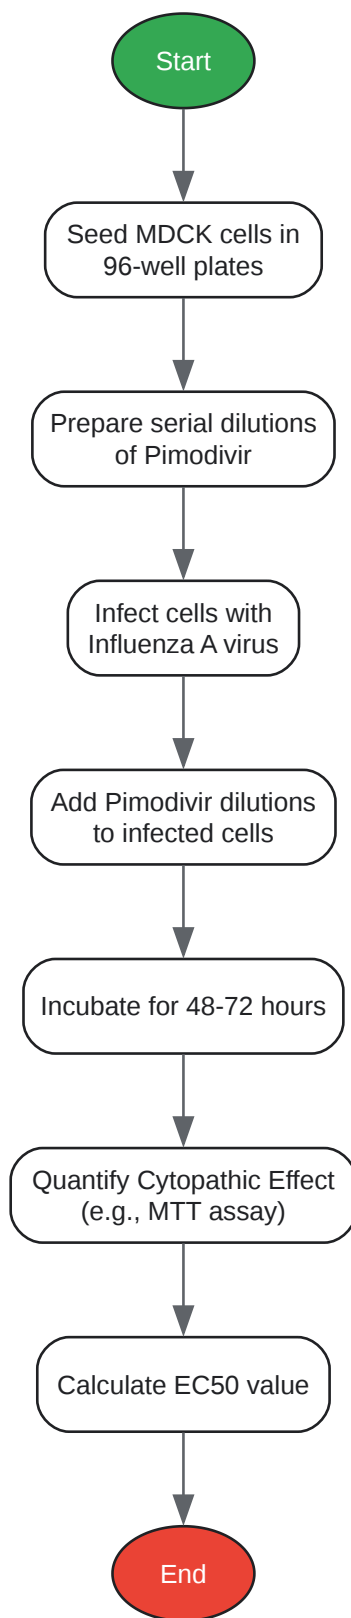 Start
Seed MDCK cells in
96-well plates
Prepare serial dilutions
of Pimodivir
Infect cells with
Influenza A virus
Add Pimodivir dilutions
to infected cells
Incubate for 48-72 hours
Quantify Cytopathic Effect
(e.g., MTT assay)
Calculate EC50 value
End